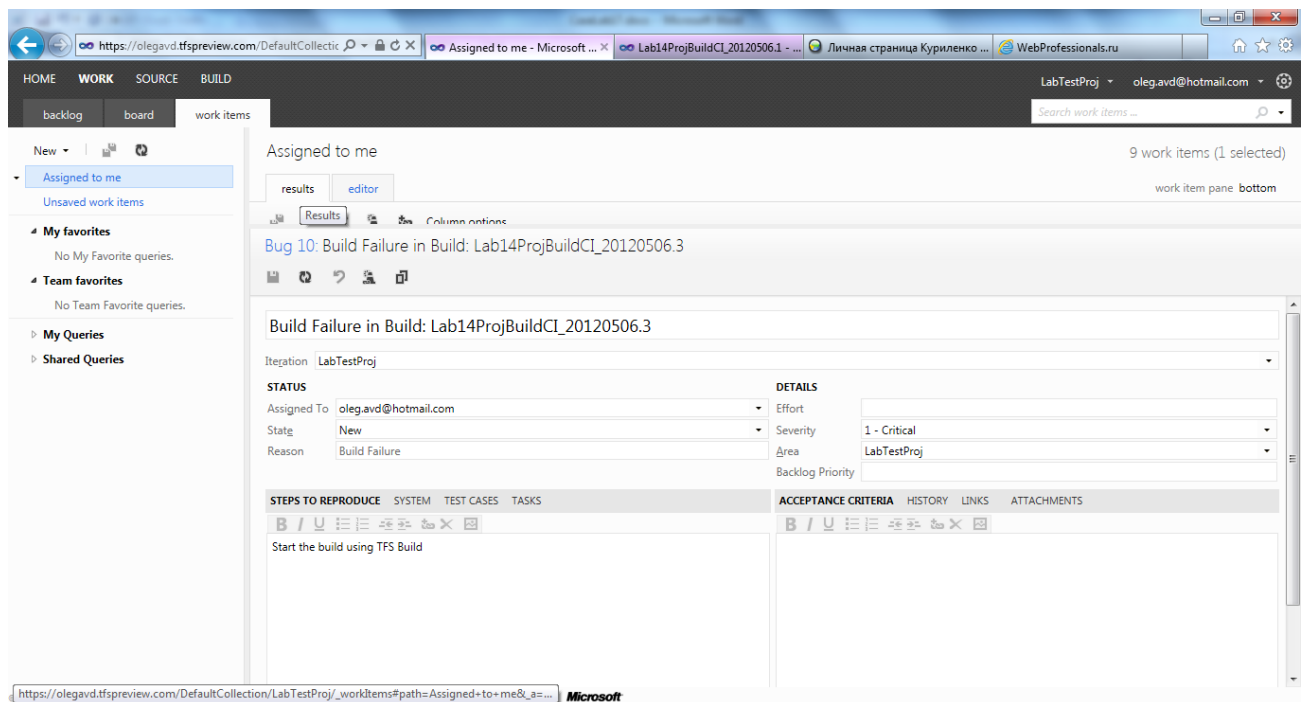 https://olegavd.tfspreview.com/DefaultCollectic
Assigned to me - Microsoft ...
Lab14ProjBuildCI_20120506.1 - ...
Личная страница Куриленко ...
WebProfessionals.ru
HOME WORK SOURCE BUILD
LabTestProj oleg.avd@hotmail.com
backlog board work items
Search work items ...
New
Assigned to me
9 work items (1 selected)
Assigned to me
results editor
work item pane bottom
Unsaved work items
Results
Column options
My favorites
No My Favorite queries.
Bug 10: Build Failure in Build: Lab14ProjBuildCI_20120506.3
Team favorites
No Team Favorite queries.
My Queries
Shared Queries
Build Failure in Build: Lab14ProjBuildCI_20120506.3
Iteration LabTestProj
STATUS
DETAILS
Assigned To oleg.avd@hotmail.com
Effort
State New
Severity 1 - Critical
Reason Build Failure
Area LabTestProj
Backlog Priority
STEPS TO REPRODUCE SYSTEM TEST CASES TASKS
ACCEPTANCE CRITERIA HISTORY LINKS ATTACHMENTS
B I U
B I U
Start the build using TFS Build
https://olegavd.tfspreview.com/DefaultCollection/LabTestProj/_workItems#path=Assigned+to+me&_a=...
Microsoft